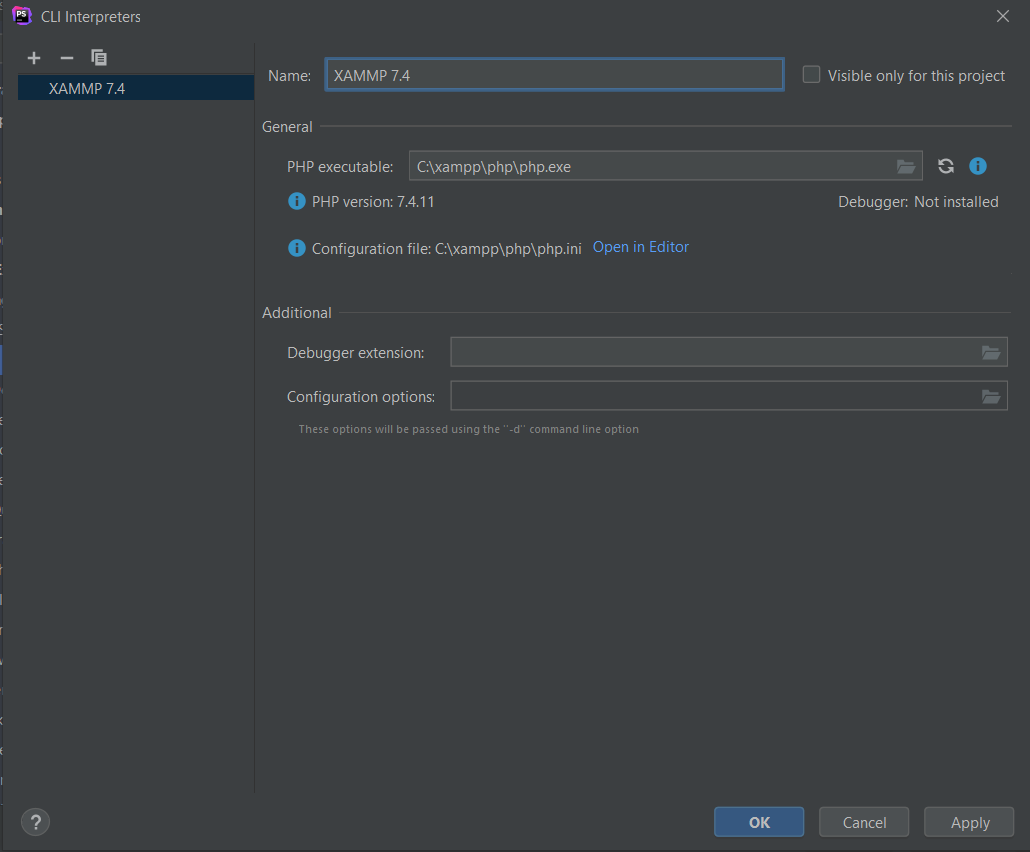 PS CLI Interpreters
XAMMP 7.4
Name: XAMMP 7.4 Visible only for this project
General
PHP executable: C:\xampp\php\php.exe
PHP version: 7.4.11 Debugger: Not installed
Configuration file: C:\xampp\php\php.ini Open in Editor
Additional
Debugger extension:
Configuration options:
These options will be passed using the ''-d'' command line option
? OK Cancel Apply